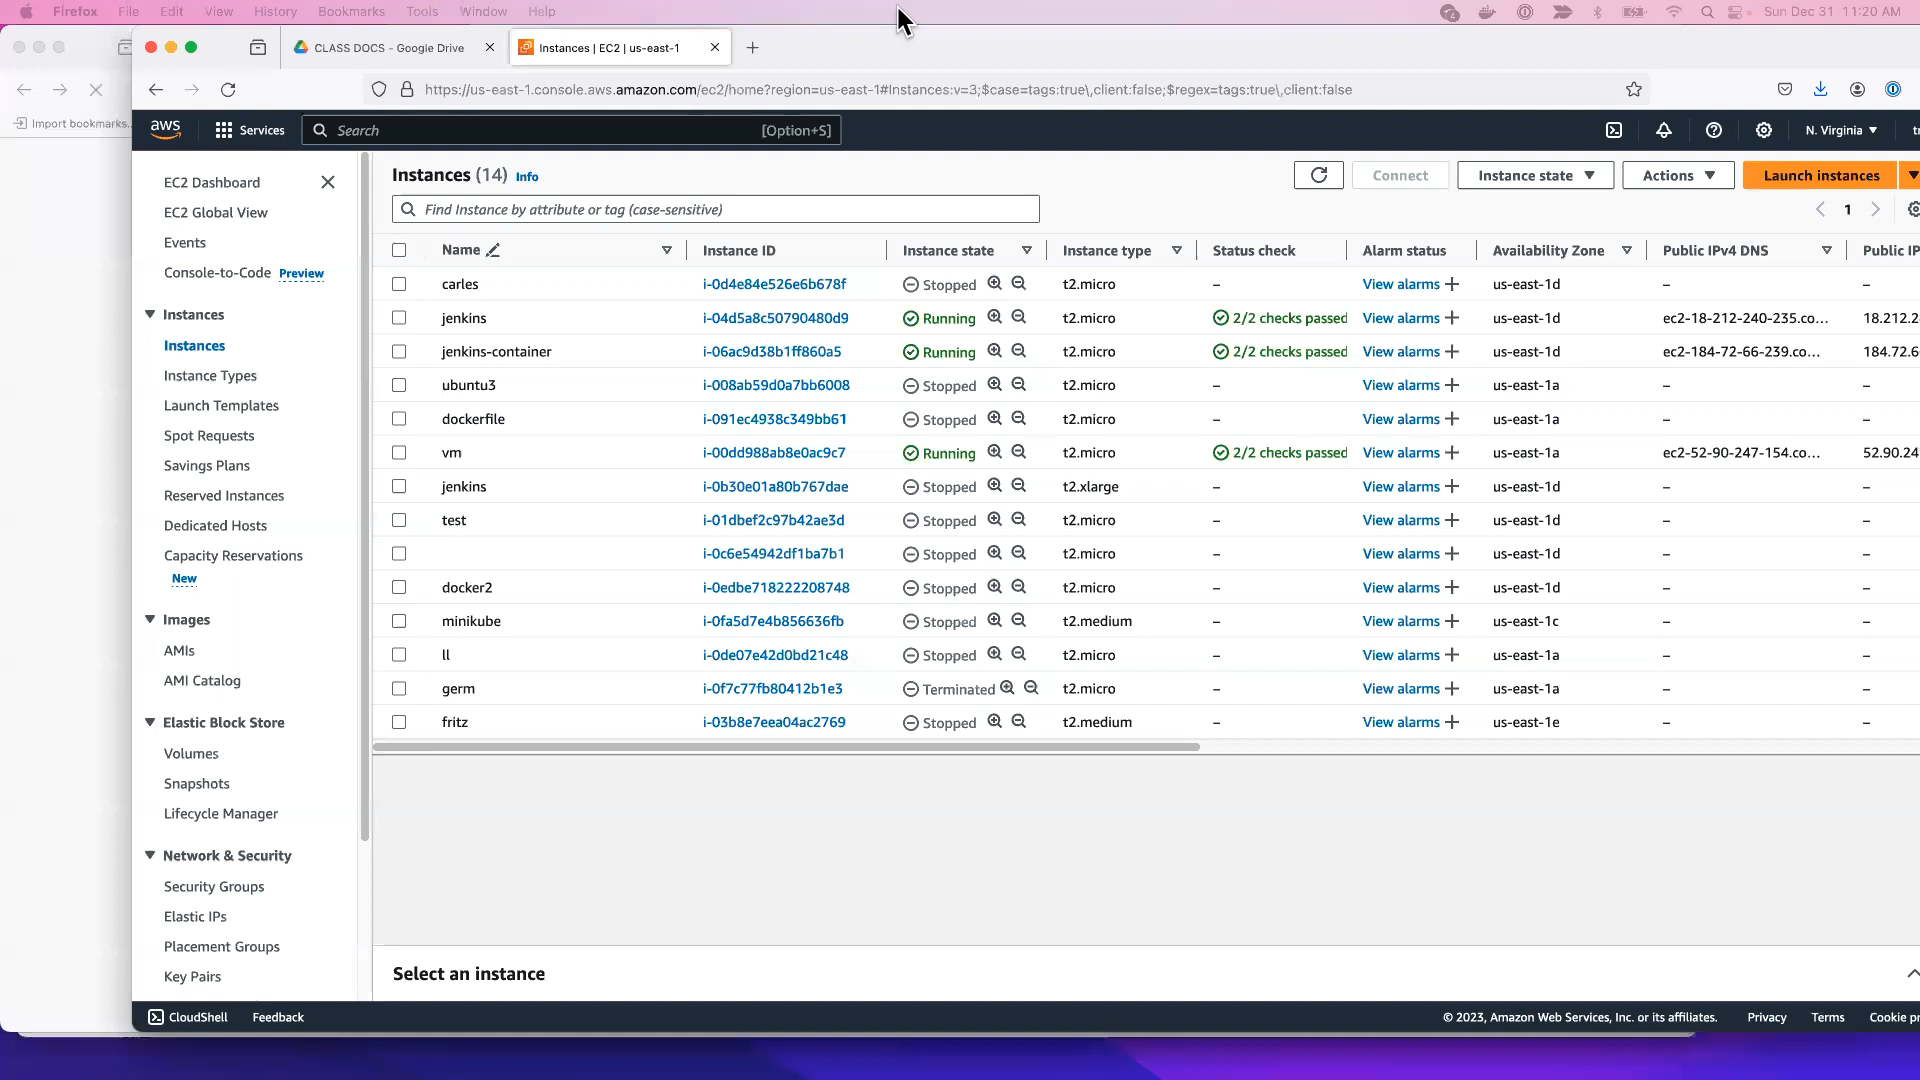 Firefox File Edit View History Bookmarks Tools Window Help Sun Dec 31 11:20 AM
CLASS DOCS - Google Drive
Instances | EC2 | us-east-1
https://us-east-1.console.aws.amazon.com/ec2/home?region=us-east-1#Instances:v=3;$case=tags:true\,client:false;$regex=tags:true\,client:false
Import bookmarks...
aws Services Search [Option+S] N. Virginia
EC2 Dashboard
EC2 Global View
Events
Console-to-Code Preview
Instances
Instances
Instance Types
Launch Templates
Spot Requests
Savings Plans
Reserved Instances
Dedicated Hosts
Capacity Reservations
New
Images
AMIs
AMI Catalog
Elastic Block Store
Volumes
Snapshots
Lifecycle Manager
Network & Security
Security Groups
Elastic IPs
Placement Groups
Key Pairs
Instances (14) Info
Connect Instance state Actions Launch instances
Find Instance by attribute or tag (case-sensitive)
1
Name Instance ID Instance state Instance type Status check Alarm status Availability Zone Public IPv4 DNS Public IP
carles i-0d4e84e526e6b678f Stopped t2.micro – View alarms + us-east-1d – –
jenkins i-04d5a8c50790480d9 Running t2.micro 2/2 checks passed View alarms + us-east-1d ec2-18-212-240-235.co... 18.212.2
jenkins-container i-06ac9d38b1ff860a5 Running t2.micro 2/2 checks passed View alarms + us-east-1d ec2-184-72-66-239.co... 184.72.6
ubuntu3 i-008ab59d0a7bb6008 Stopped t2.micro – View alarms + us-east-1a – –
dockerfile i-091ec4938c349bb61 Stopped t2.micro – View alarms + us-east-1a – –
vm i-00dd988ab8e0ac9c7 Running t2.micro 2/2 checks passed View alarms + us-east-1a ec2-52-90-247-154.co... 52.90.24
jenkins i-0b30e01a80b767dae Stopped t2.xlarge – View alarms + us-east-1d – –
test i-01dbef2c97b42ae3d Stopped t2.micro – View alarms + us-east-1d – –
i-0c6e54942df1ba7b1 Stopped t2.micro – View alarms + us-east-1d – –
docker2 i-0edbe718222208748 Stopped t2.micro – View alarms + us-east-1d – –
minikube i-0fa5d7e4b856636fb Stopped t2.medium – View alarms + us-east-1c – –
ll i-0de07e42d0bd21c48 Stopped t2.micro – View alarms + us-east-1a – –
germ i-0f7c77fb80412b1e3 Terminated t2.micro – View alarms + us-east-1a – –
fritz i-03b8e7eea04ac2769 Stopped t2.medium – View alarms + us-east-1e – –
Select an instance
CloudShell Feedback © 2023, Amazon Web Services, Inc. or its affiliates. Privacy Terms Cookie pr